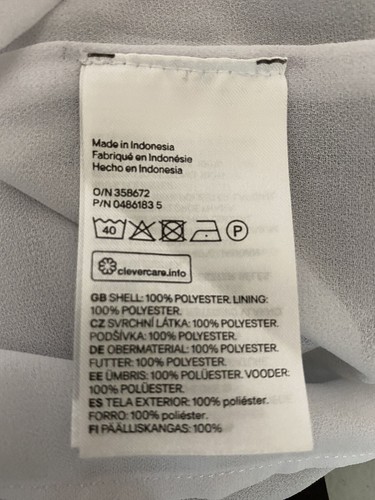 Made in Indonesia
Fabriqué en Indonésie
Hecho en Indonesia
O/N 358672
P/N 0486183 5
40 P
clevercare.info
GB SHELL: 100% POLYESTER. LINING:
100% POLYESTER.
CZ SVRCHNÍ LÁTKA: 100% POLYESTER.
PODŠÍVKA: 100% POLYESTER.
DE OBERMATERIAL: 100% POLYESTER.
FUTTER: 100% POLYESTER.
EE ÜMBRIS: 100% POLÜESTER. VOODER:
100% POLÜESTER.
ES TELA EXTERIOR: 100% poliéster.
FORRO: 100% poliéster.
FI PÄÄLLISKANGAS: 100%